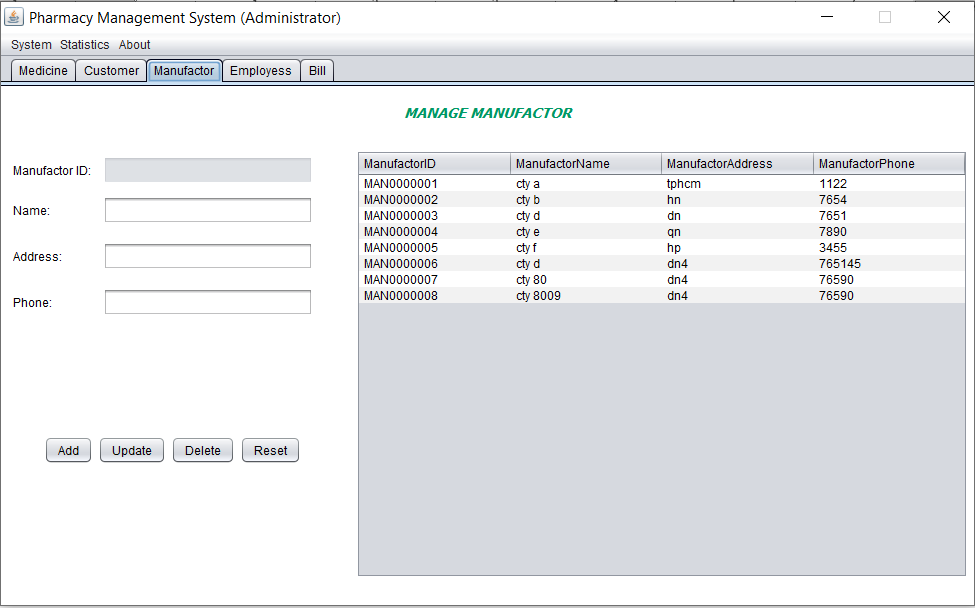 Pharmacy Management System (Administrator)
System Statistics About
Medicine Customer Manufactor Employess Bill
MANAGE MANUFACTOR
Manufactor ID:
Name:
Address:
Phone:
Add Update Delete Reset
ManufactorID ManufactorName ManufactorAddress ManufactorPhone
MAN0000001 cty a tphcm 1122
MAN0000002 cty b hn 7654
MAN0000003 cty d dn 7651
MAN0000004 cty e qn 7890
MAN0000005 cty f hp 3455
MAN0000006 cty d dn4 765145
MAN0000007 cty 80 dn4 76590
MAN0000008 cty 8009 dn4 76590